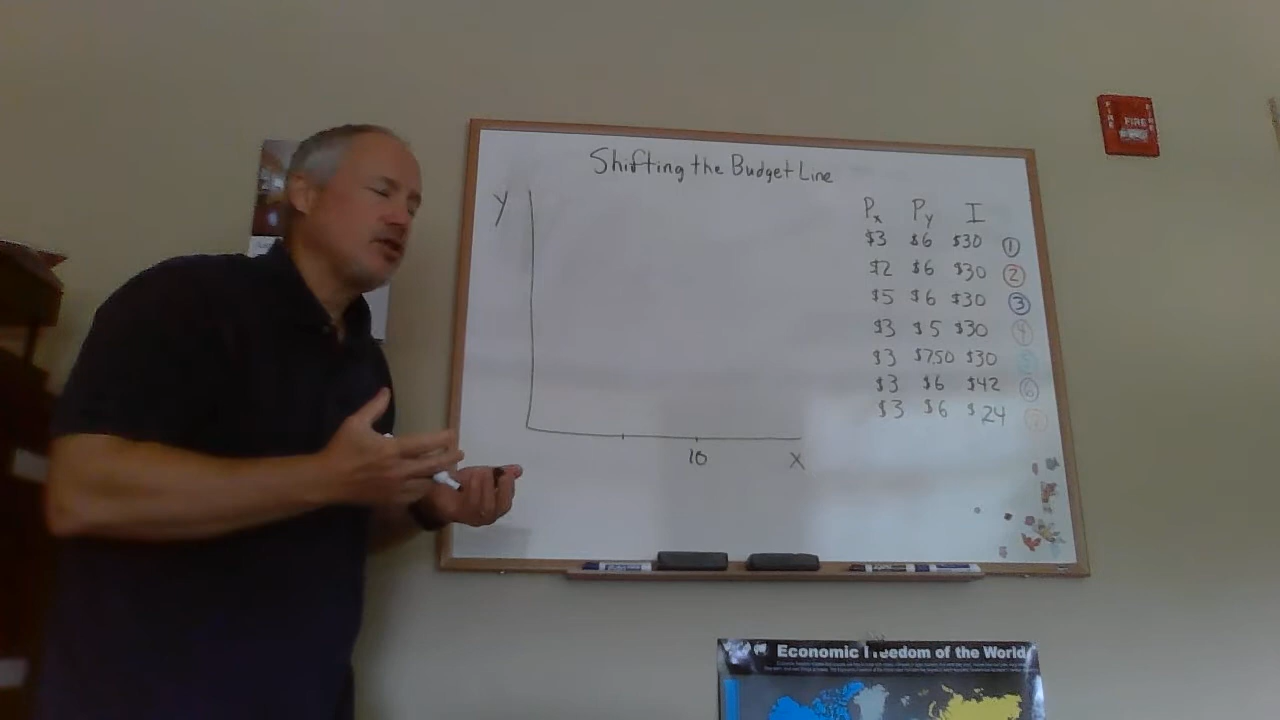 Shifting the Budget Line
Y
Px Py I
$3 $6 $30 1
$2 $6 $30 2
$5 $6 $30 3
$3 $5 $30 4
$3 $7.50 $30 5
$3 $6 $42 6
$3 $6 $24 7
10 X
FIRE FIRE FIRE
Economic Freedom of the World